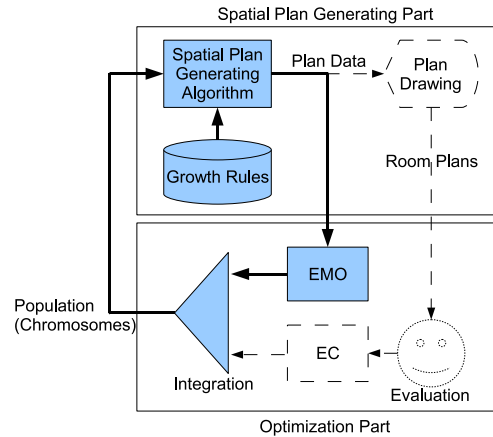 Spatial Plan Generating Part
Spatial Plan
Generating
Algorithm
Plan Data
Plan
Drawing
Growth Rules
Room Plans
EMO
Population
(Chromosomes)
EC
Integration
Evaluation
Optimization Part